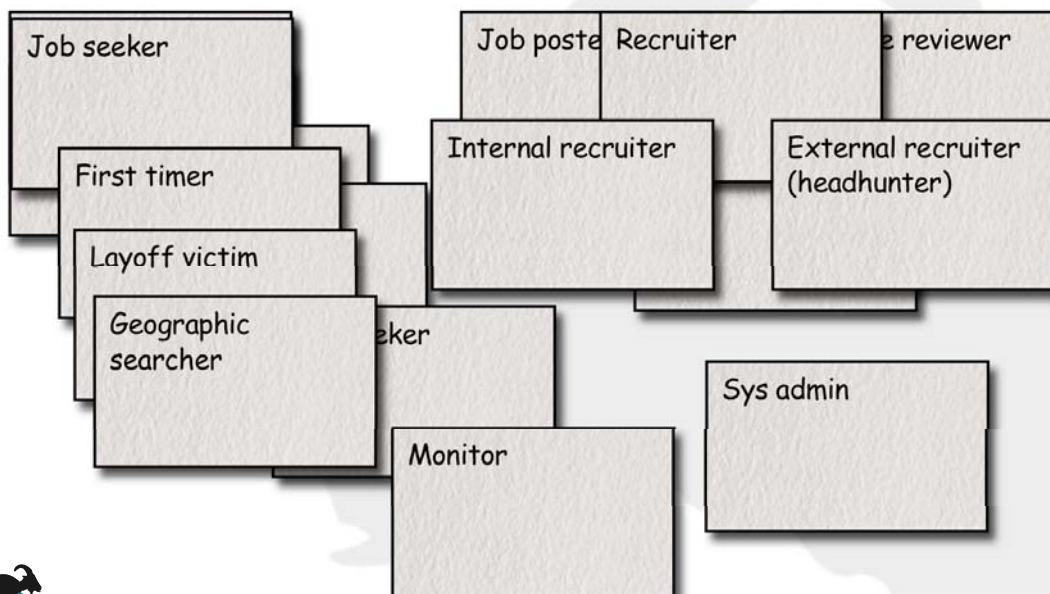 Job seeker
First timer
Layoff victim
Geographic
searcher
eker
Monitor
Job poste
Recruiter
e reviewer
Internal recruiter
External recruiter
(headhunter)
Sys admin